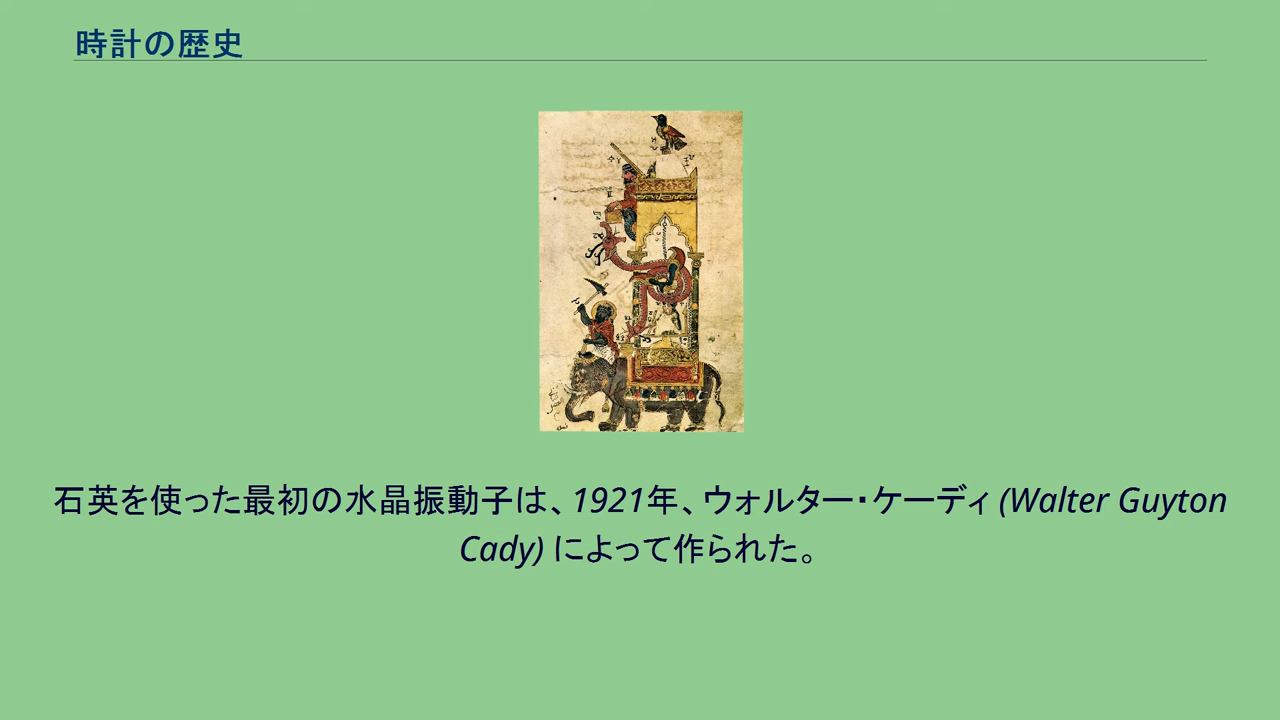 時計の歴史
石英を使った最初の水晶振動子は、1921年、ウォルター・ケーディ (Walter Guyton
Cady) によって作られた。